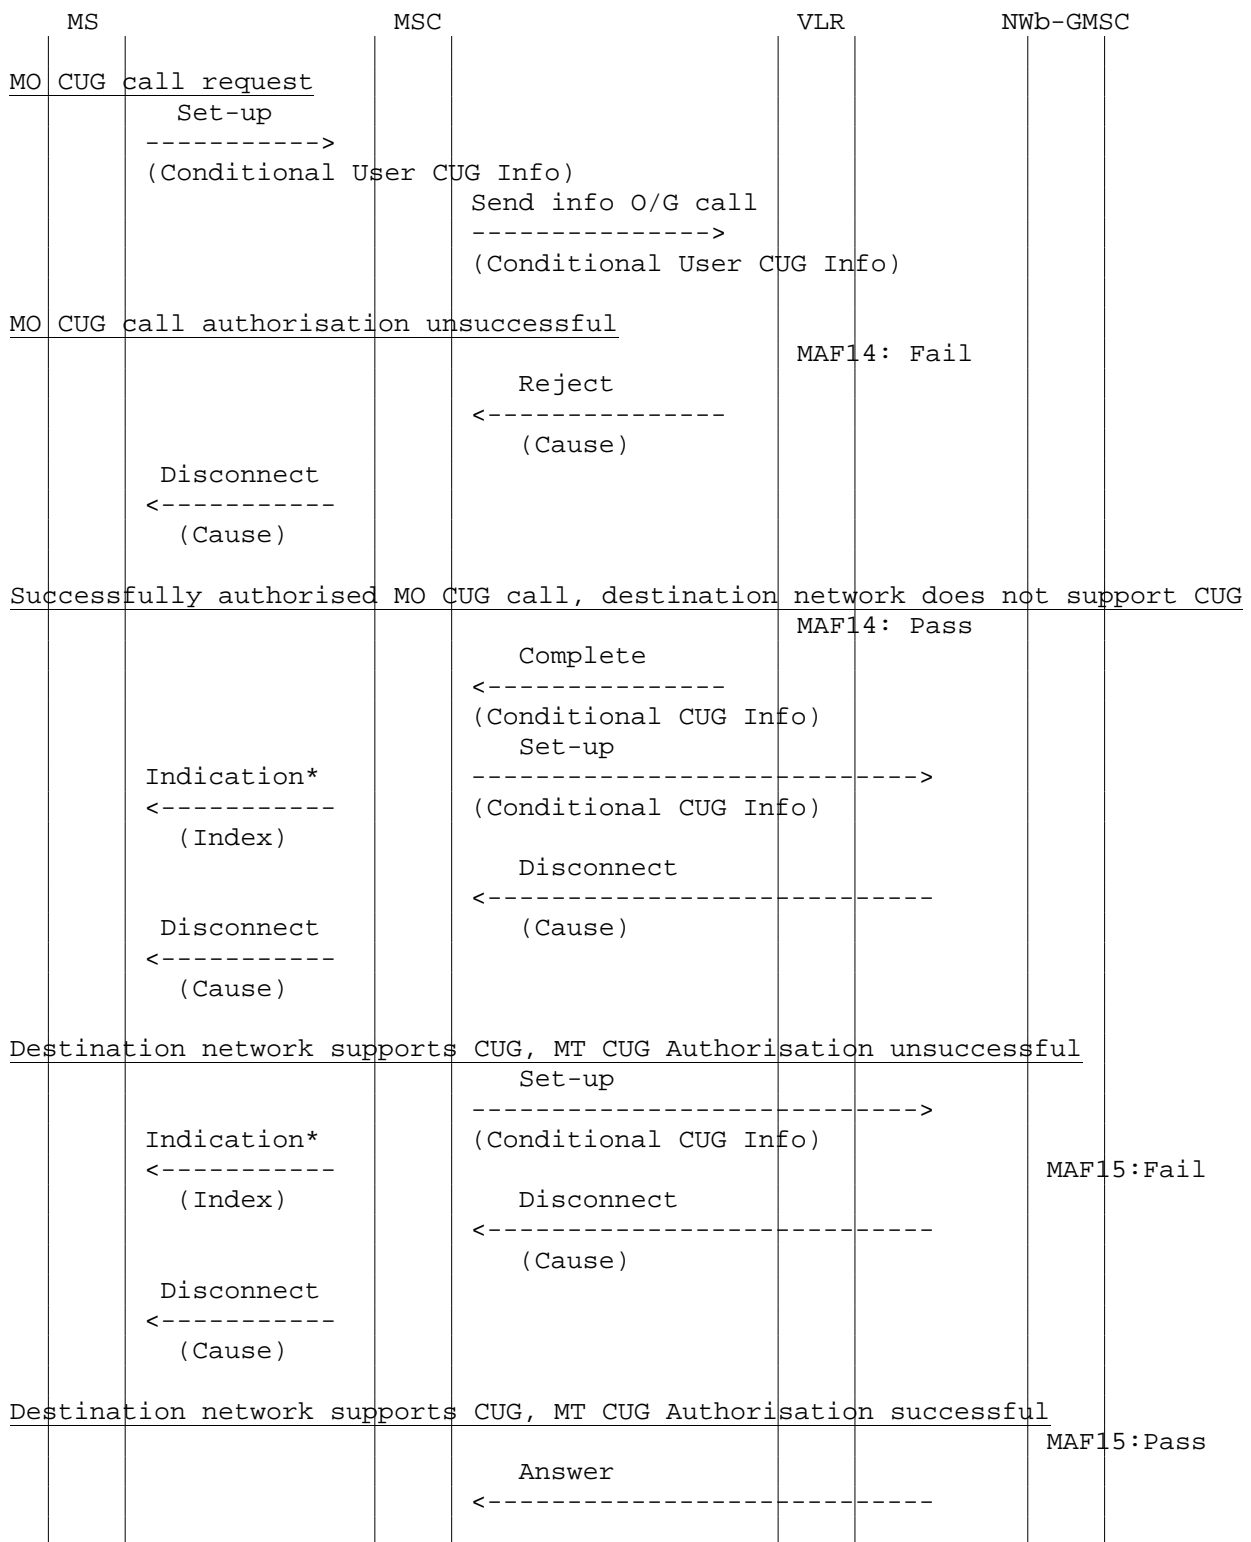 MS MSC VLR NWb-GMSC
MO CUG call request
Set-up
----------->
(Conditional User CUG Info)
Send info O/G call
--------------->
(Conditional User CUG Info)
MO CUG call authorisation unsuccessful
MAF14: Fail
Reject
<---------------
(Cause)
Disconnect
<-----------
(Cause)
Successfully authorised MO CUG call, destination network does not support CUG
MAF14: Pass
Complete
<---------------
(Conditional CUG Info)
Set-up
Indication* ---------------------------->
<----------- (Conditional CUG Info)
(Index)
Disconnect
<----------------------------
Disconnect (Cause)
<-----------
(Cause)
Destination network supports CUG, MT CUG Authorisation unsuccessful
Set-up
---------------------------->
Indication* (Conditional CUG Info)
<----------- MAF15:Fail
(Index) Disconnect
<----------------------------
(Cause)
Disconnect
<-----------
(Cause)
Destination network supports CUG, MT CUG Authorisation successful
MAF15:Pass
Answer
<----------------------------